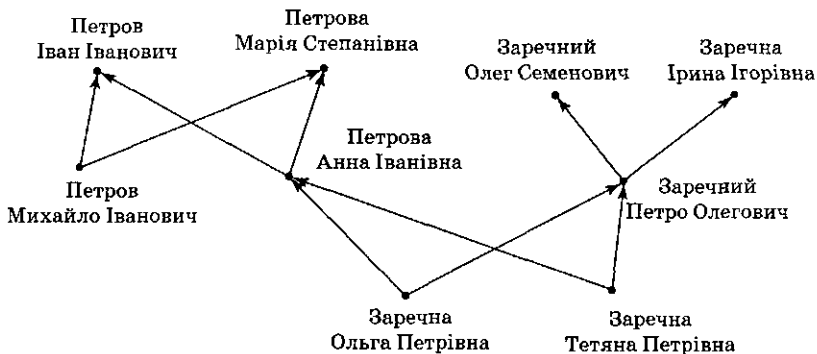 Петров
Іван Іванович
Петрова
Марія Степанівна
Заречний
Олег Семенович
Заречна
Ірина Ігорівна
Петрова
Анна Іванівна
Петров
Михайло Іванович
Заречний
Петро Олегович
Заречна
Ольга Петрівна
Заречна
Тетяна Петрівна